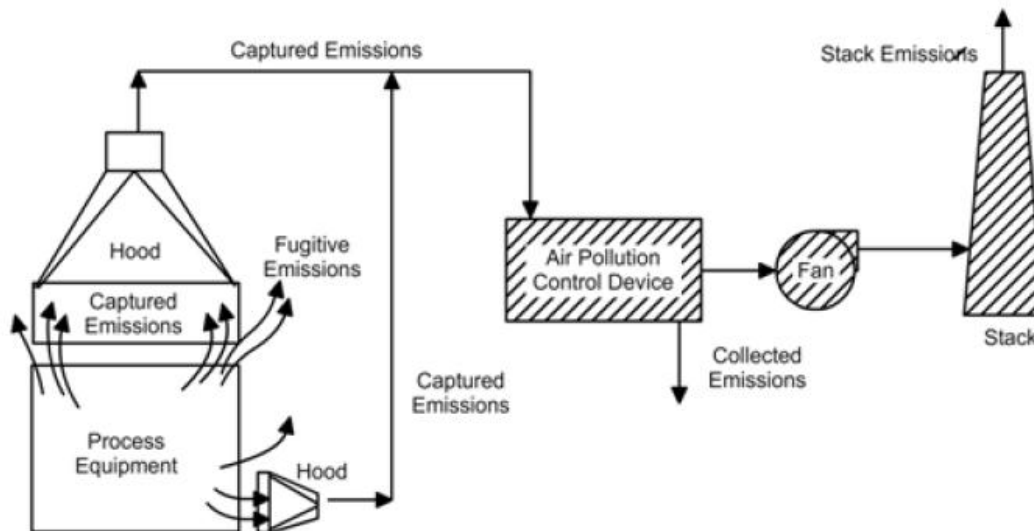 Captured Emissions
Stack Emissions
Hood
Fugitive
Emissions
Captured
Emissions
Air Pollution
Control Device
Fan
Stack
Collected
Emissions
Captured
Emissions
Process
Equipment
Hood